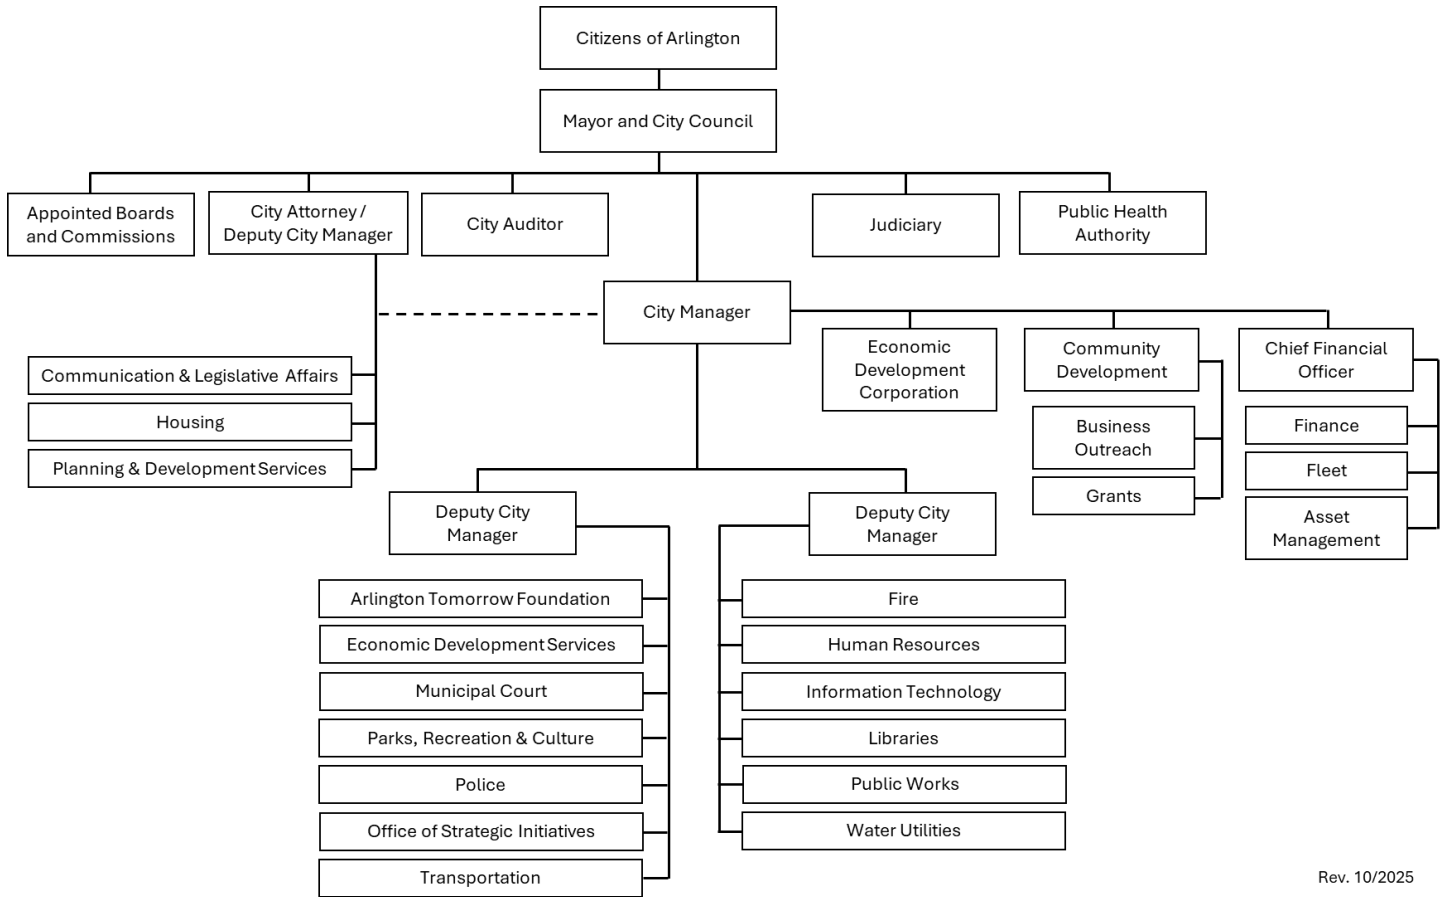 Citizens of Arlington
Mayor and City Council
Appointed Boards
and Commissions
City Attorney /
Deputy City Manager
City Auditor
Judiciary
Public Health
Authority
City Manager
Economic
Development
Corporation
Community
Development
Business
Outreach
Grants
Chief Financial
Officer
Finance
Fleet
Asset
Management
Communication & Legislative Affairs
Housing
Planning & Development Services
Deputy City
Manager
Arlington Tomorrow Foundation
Economic Development Services
Municipal Court
Parks, Recreation & Culture
Police
Office of Strategic Initiatives
Transportation
Deputy City
Manager
Fire
Human Resources
Information Technology
Libraries
Public Works
Water Utilities
Rev. 10/2025